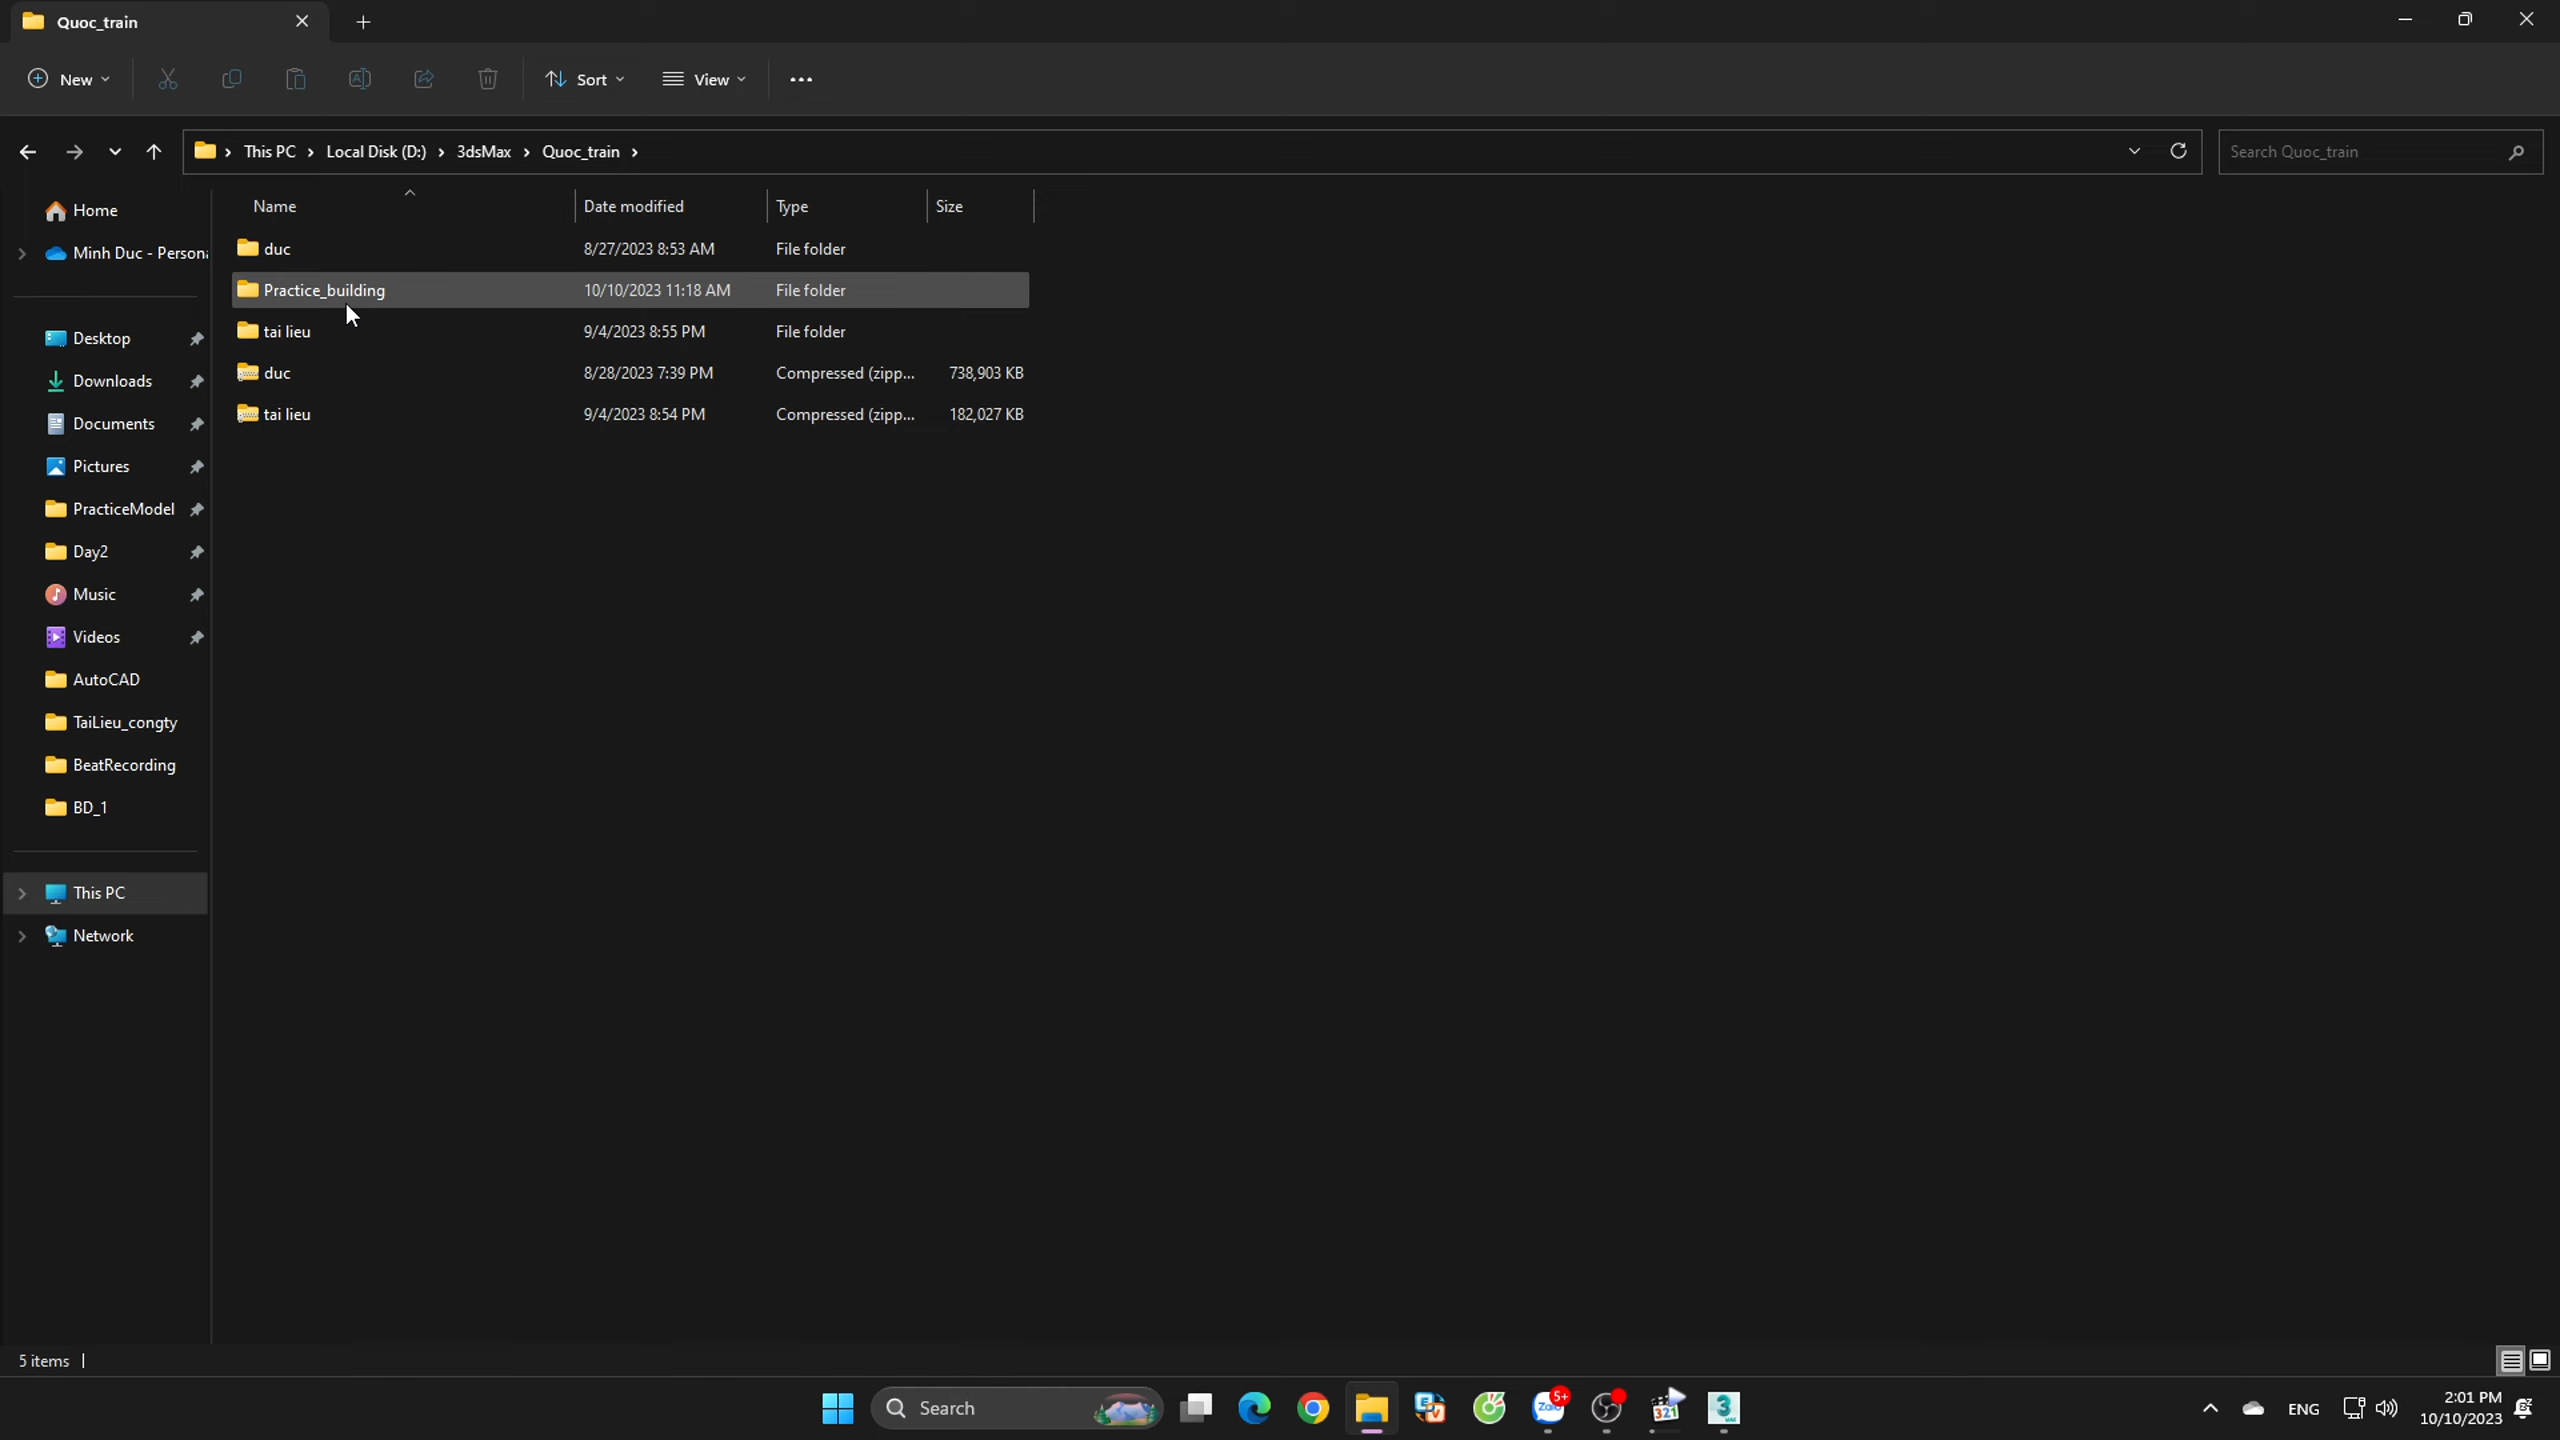 Quoc_train
New
Sort
View
This PC
Local Disk (D:)
3dsMax
Quoc_train
Search Quoc_train
Home
Minh Duc - Persona
Desktop
Downloads
Documents
Pictures
PracticeModel
Day2
Music
Videos
AutoCAD
TaiLieu_congty
BeatRecording
BD_1
This PC
Network
Name Date modified Type Size
duc 8/27/2023 8:53 AM File folder
Practice_building 10/10/2023 11:18 AM File folder
tai lieu 9/4/2023 8:55 PM File folder
duc 8/28/2023 7:39 PM Compressed (zipp... 738,903 KB
tai lieu 9/4/2023 8:54 PM Compressed (zipp... 182,027 KB
5 items
Search
Zalo
5+
321
3
ENG
2:01 PM
10/10/2023